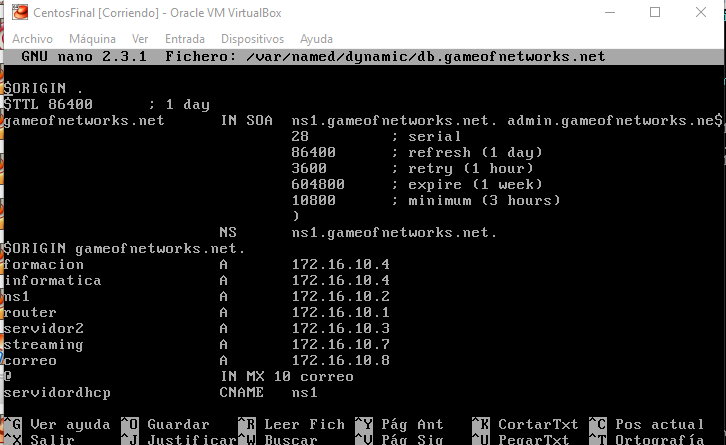 CentosFinal [Corriendo] - Oracle VM VirtualBox
Archivo Máquina Ver Entrada Dispositivos Ayuda
GNU nano 2.3.1 Fichero: /var/named/dynamic/db.gameofnetworks.net
$ORIGIN .
$TTL 86400 ; 1 day
gameofnetworks.net IN SOA ns1.gameofnetworks.net. admin.gameofnetworks.ne$
28 ; serial
86400 ; refresh (1 day)
3600 ; retry (1 hour)
604800 ; expire (1 week)
10800 ; minimum (3 hours)
)
NS ns1.gameofnetworks.net.
$ORIGIN gameofnetworks.net.
formacion A 172.16.10.4
informatica A 172.16.10.4
ns1 A 172.16.10.2
router A 172.16.10.1
servidor2 A 172.16.10.3
streaming A 172.16.10.7
correo A 172.16.10.8
@ IN MX 10 correo
servidordhcp CNAME ns1
^G Ver ayuda ^O Guardar ^R Leer Fich ^Y Pág Ant ^K CortarTxt ^C Pos actual
^X Salir ^J Justificar ^W Buscar ^V Pág Sig ^U PegarTxt ^T Ortografía